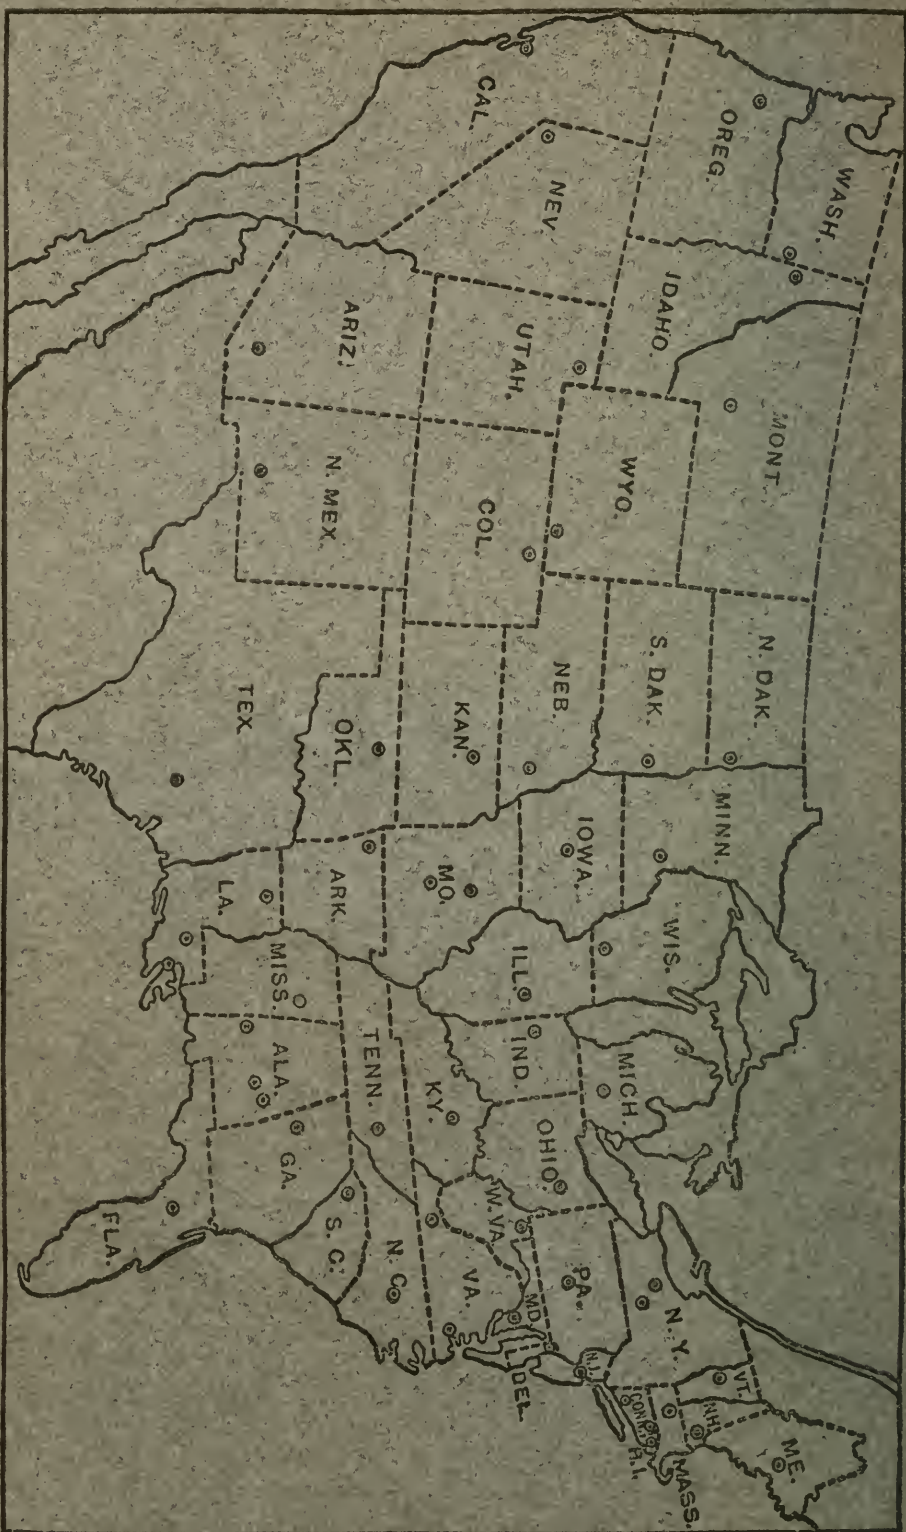 WASH.
OREG.
CAL.
NEV.
IDAHO.
MONT
WYO.
UTAH.
COL.
ARIZ.
N. MEX.
N. DAK.
S. DAK.
NEB.
KAN.
OKL.
TEX.
MINN.
IOWA.
MO.
ARK.
LA.
WIS.
ILL.
MICH.
IND.
OHIO.
KY.
TENN.
MISS.
ALA.
GA.
FLA.
S. C.
N. C.
VA.
W. VA.
MD.
DEL.
PA.
N. J.
N. Y.
CONN.
R. I.
MASS.
VT.
N.H.
ME.